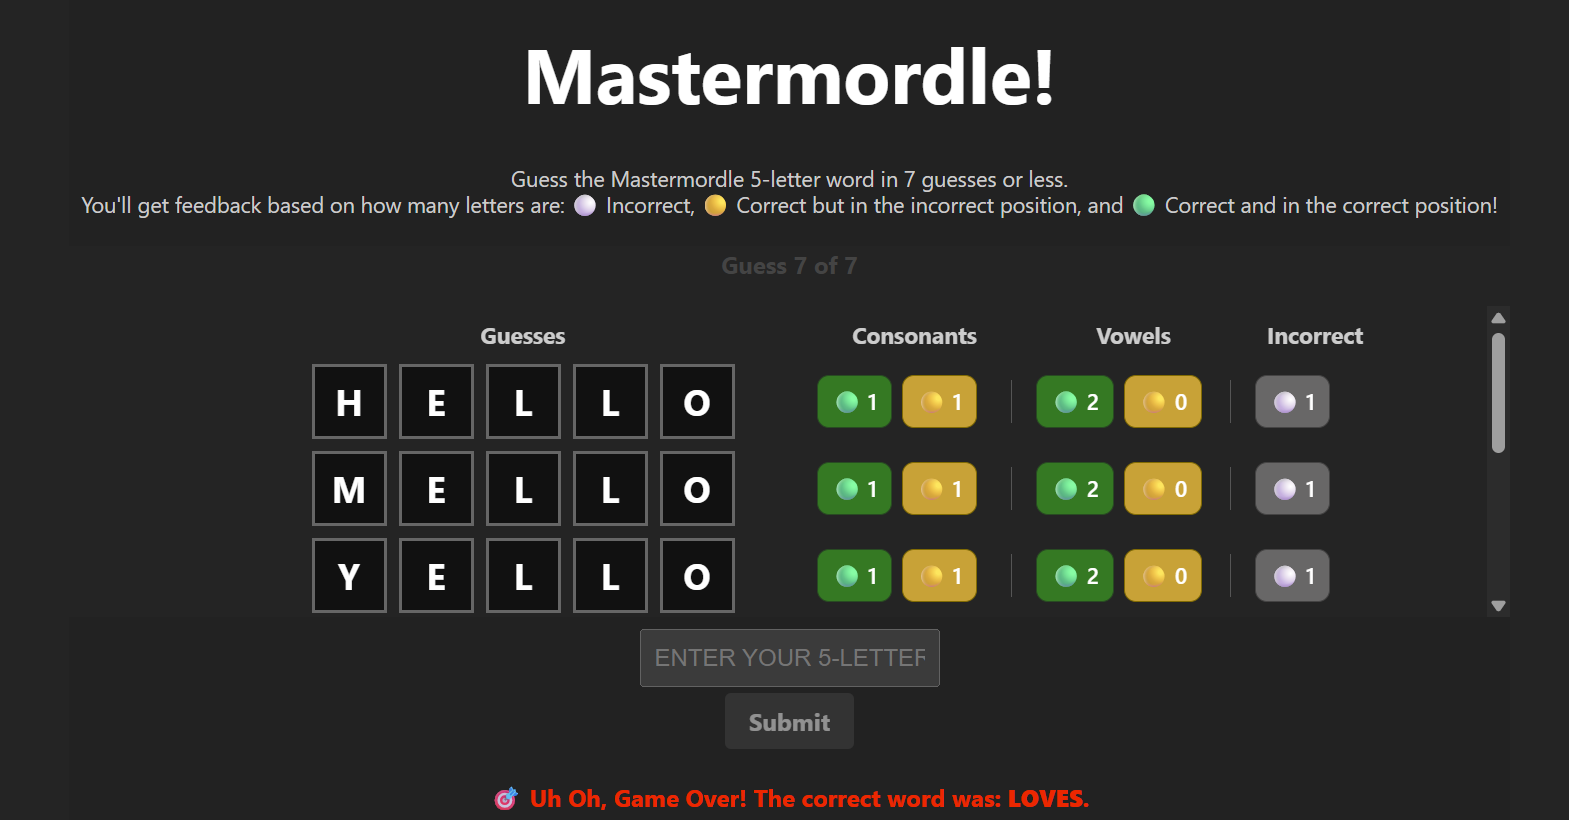 Mastermordle!
Guess the Mastermordle 5-letter word in 7 guesses or less.
You'll get feedback based on how many letters are: Incorrect, Correct but in the incorrect position, and Correct and in the correct position!
Guess 7 of 7
Guesses Consonants Vowels Incorrect
H E L L O 1 1 2 0 1
M E L L O 1 1 2 0 1
Y E L L O 1 1 2 0 1
ENTER YOUR 5-LETTER
Submit
Uh Oh, Game Over! The correct word was: LOVES.